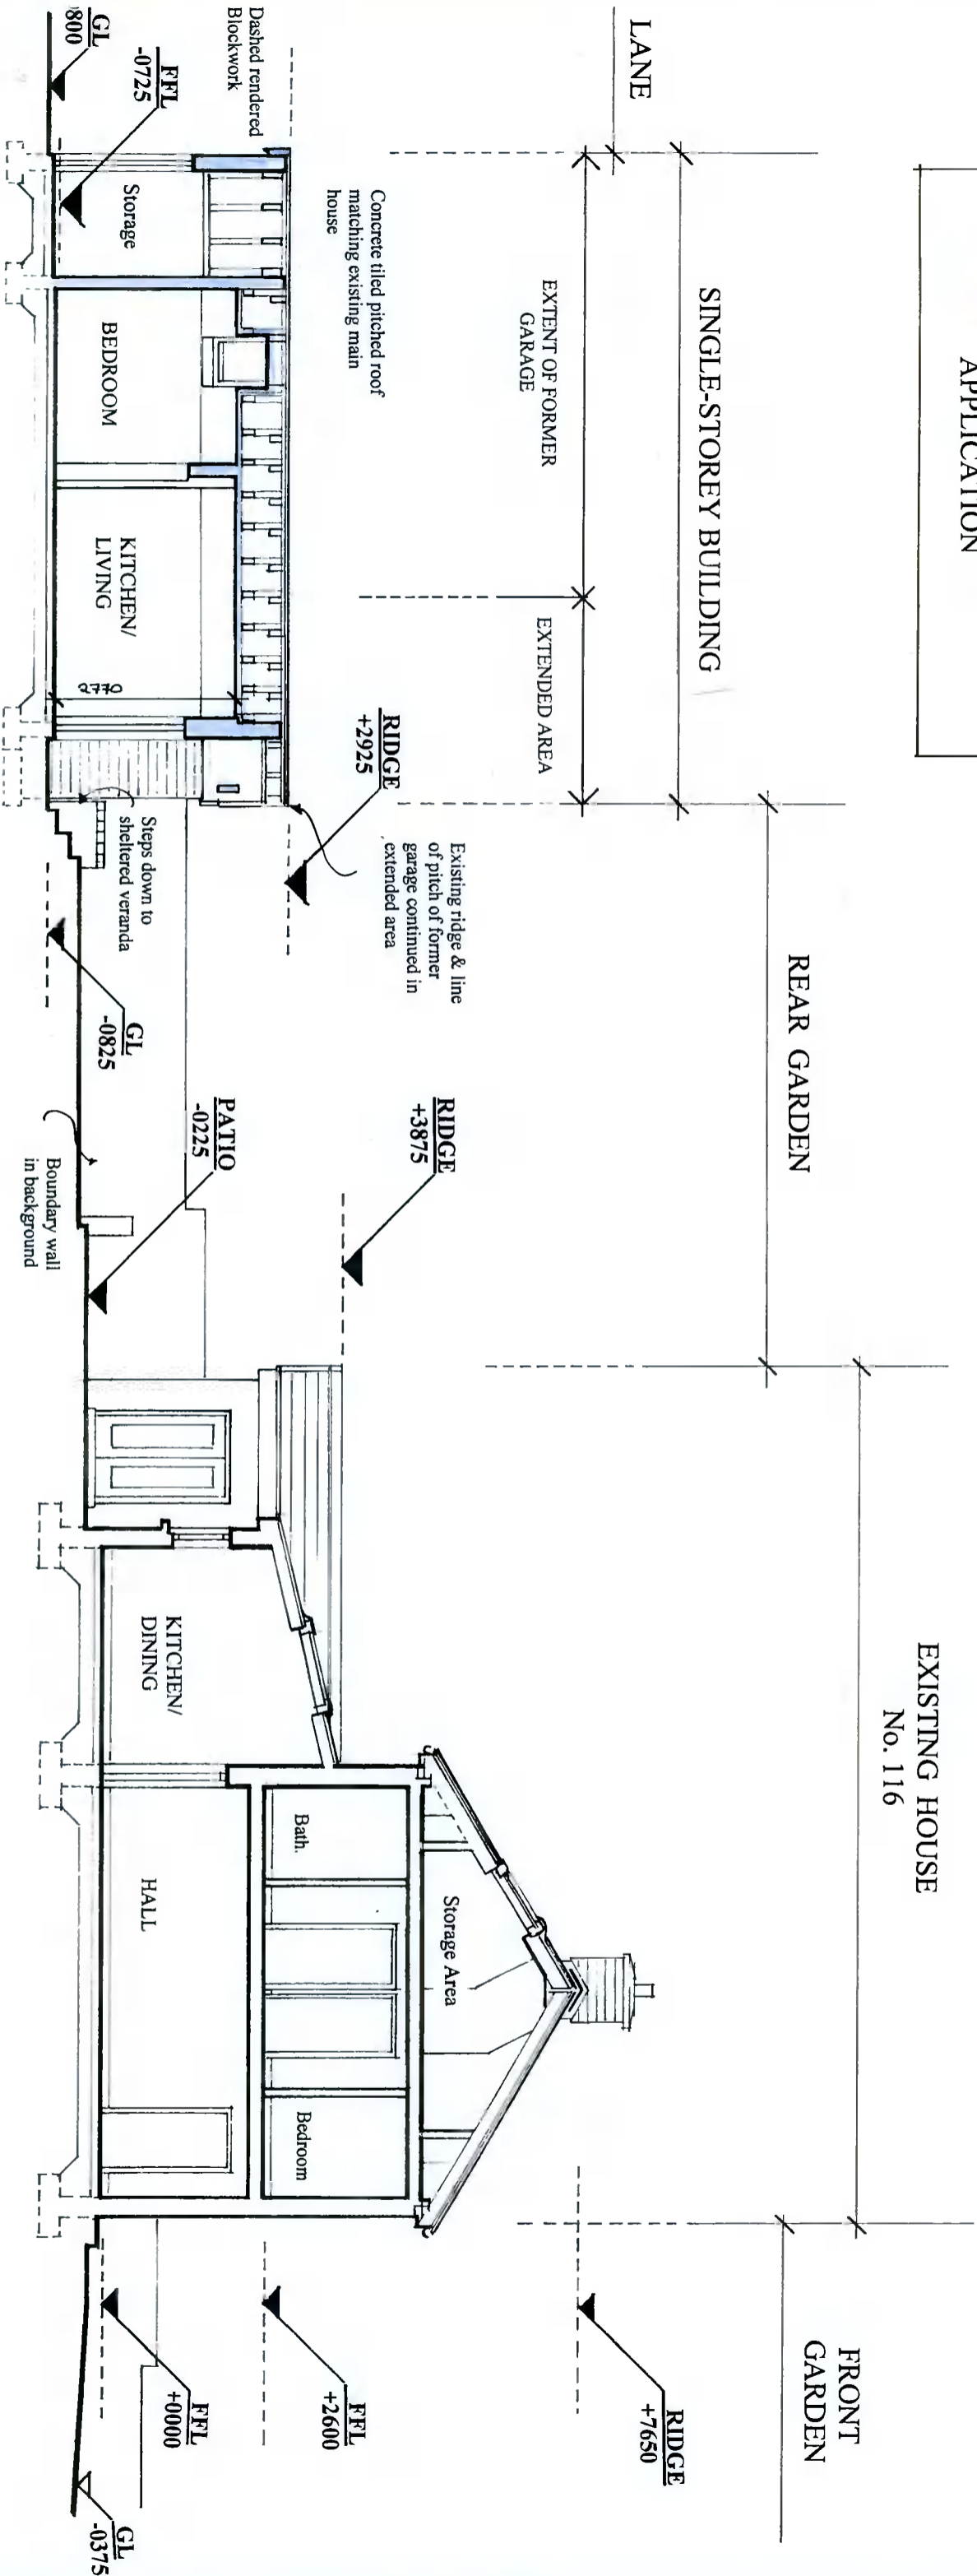 APPLICATION
LANE
SINGLE-STOREY BUILDING
REAR GARDEN
EXISTING HOUSE
No. 116
FRONT
GARDEN
EXTENT OF FORMER
GARAGE
EXTENDED AREA
Dashed rendered
Blockwork
Concrete tiled pitched roof
matching existing main
house
RIDGE
+2925
Existing ridge & line
of pitch of former
garage continued in
extended area
RIDGE
+3875
RIDGE
+7650
GL
FFL
-0725
Storage
BEDROOM
KITCHEN/
LIVING
2770
Steps down to
sheltered veranda
GL
-0825
PATIO
-0225
Boundary wall
in background
KITCHEN/
DINING
HALL
Bath.
Storage Area
Bedroom
FFL
+2600
FFL
+0000
GL
-0375